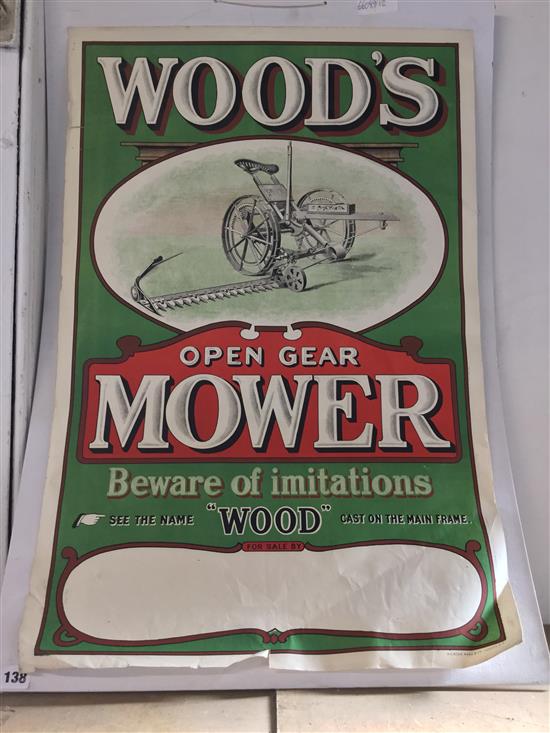 WOOD'S
OPEN GEAR
MOWER
Beware of imitations
SEE THE NAME "WOOD" CAST ON THE MAIN FRAME.
FOR SALE BY
138